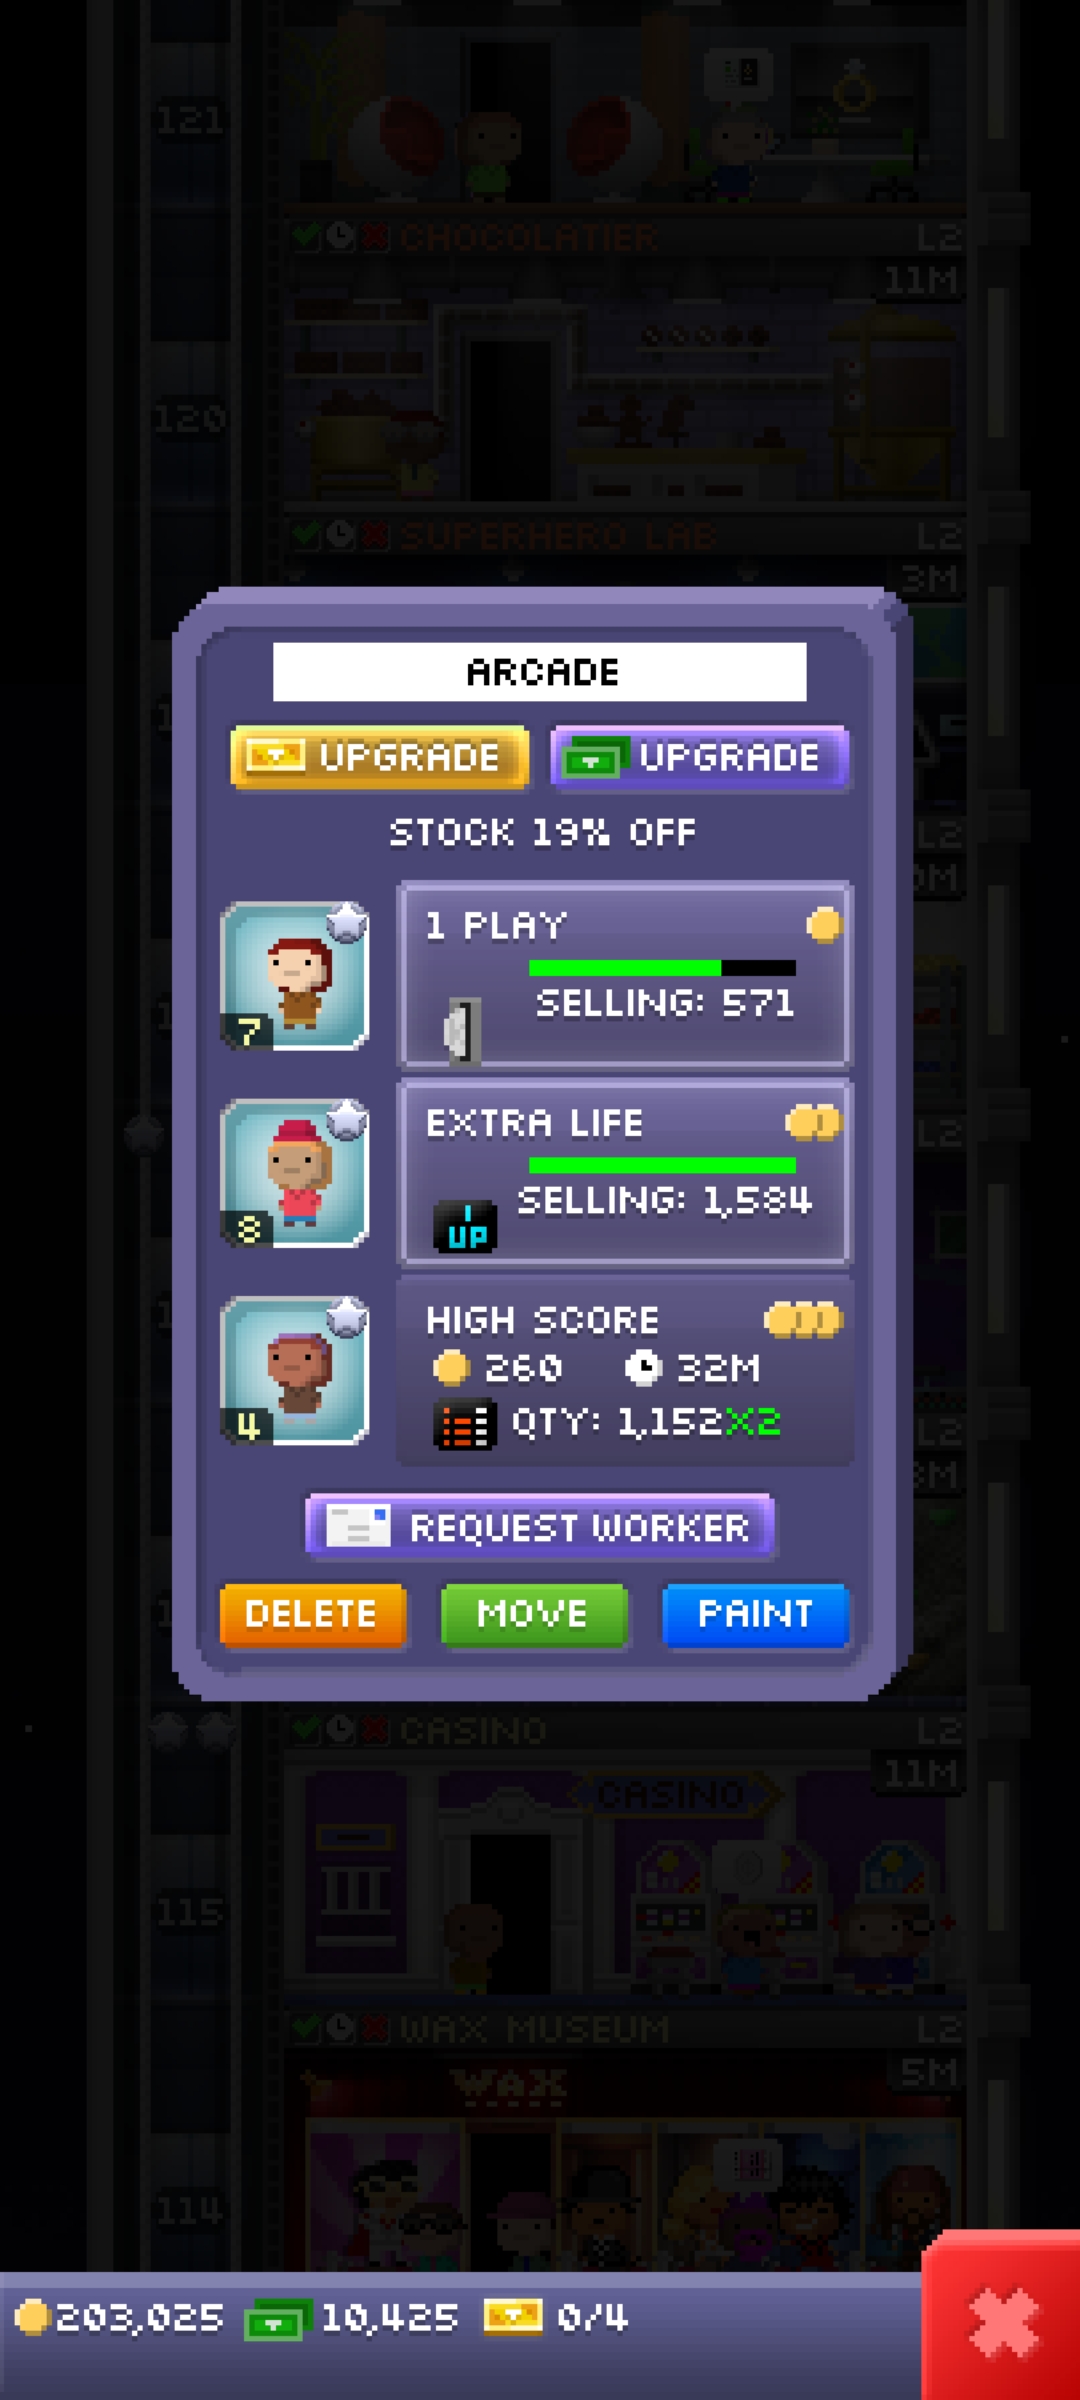 121
CHOCOLATIER L2
11M
120
SUPERHERO LAB L2
3M
ARCADE
UPGRADE UPGRADE
STOCK 19% OFF
1 PLAY
SELLING: 571
7
EXTRA LIFE
SELLING: 1,584
1 UP
8
HIGH SCORE
260 32M
QTY: 1,152X2
4
REQUEST WORKER
DELETE MOVE PAINT
CASINO L2
11M
CASINO
115
WAX MUSEUM L2
5M
WAX
114
203,025 10,425 0/4